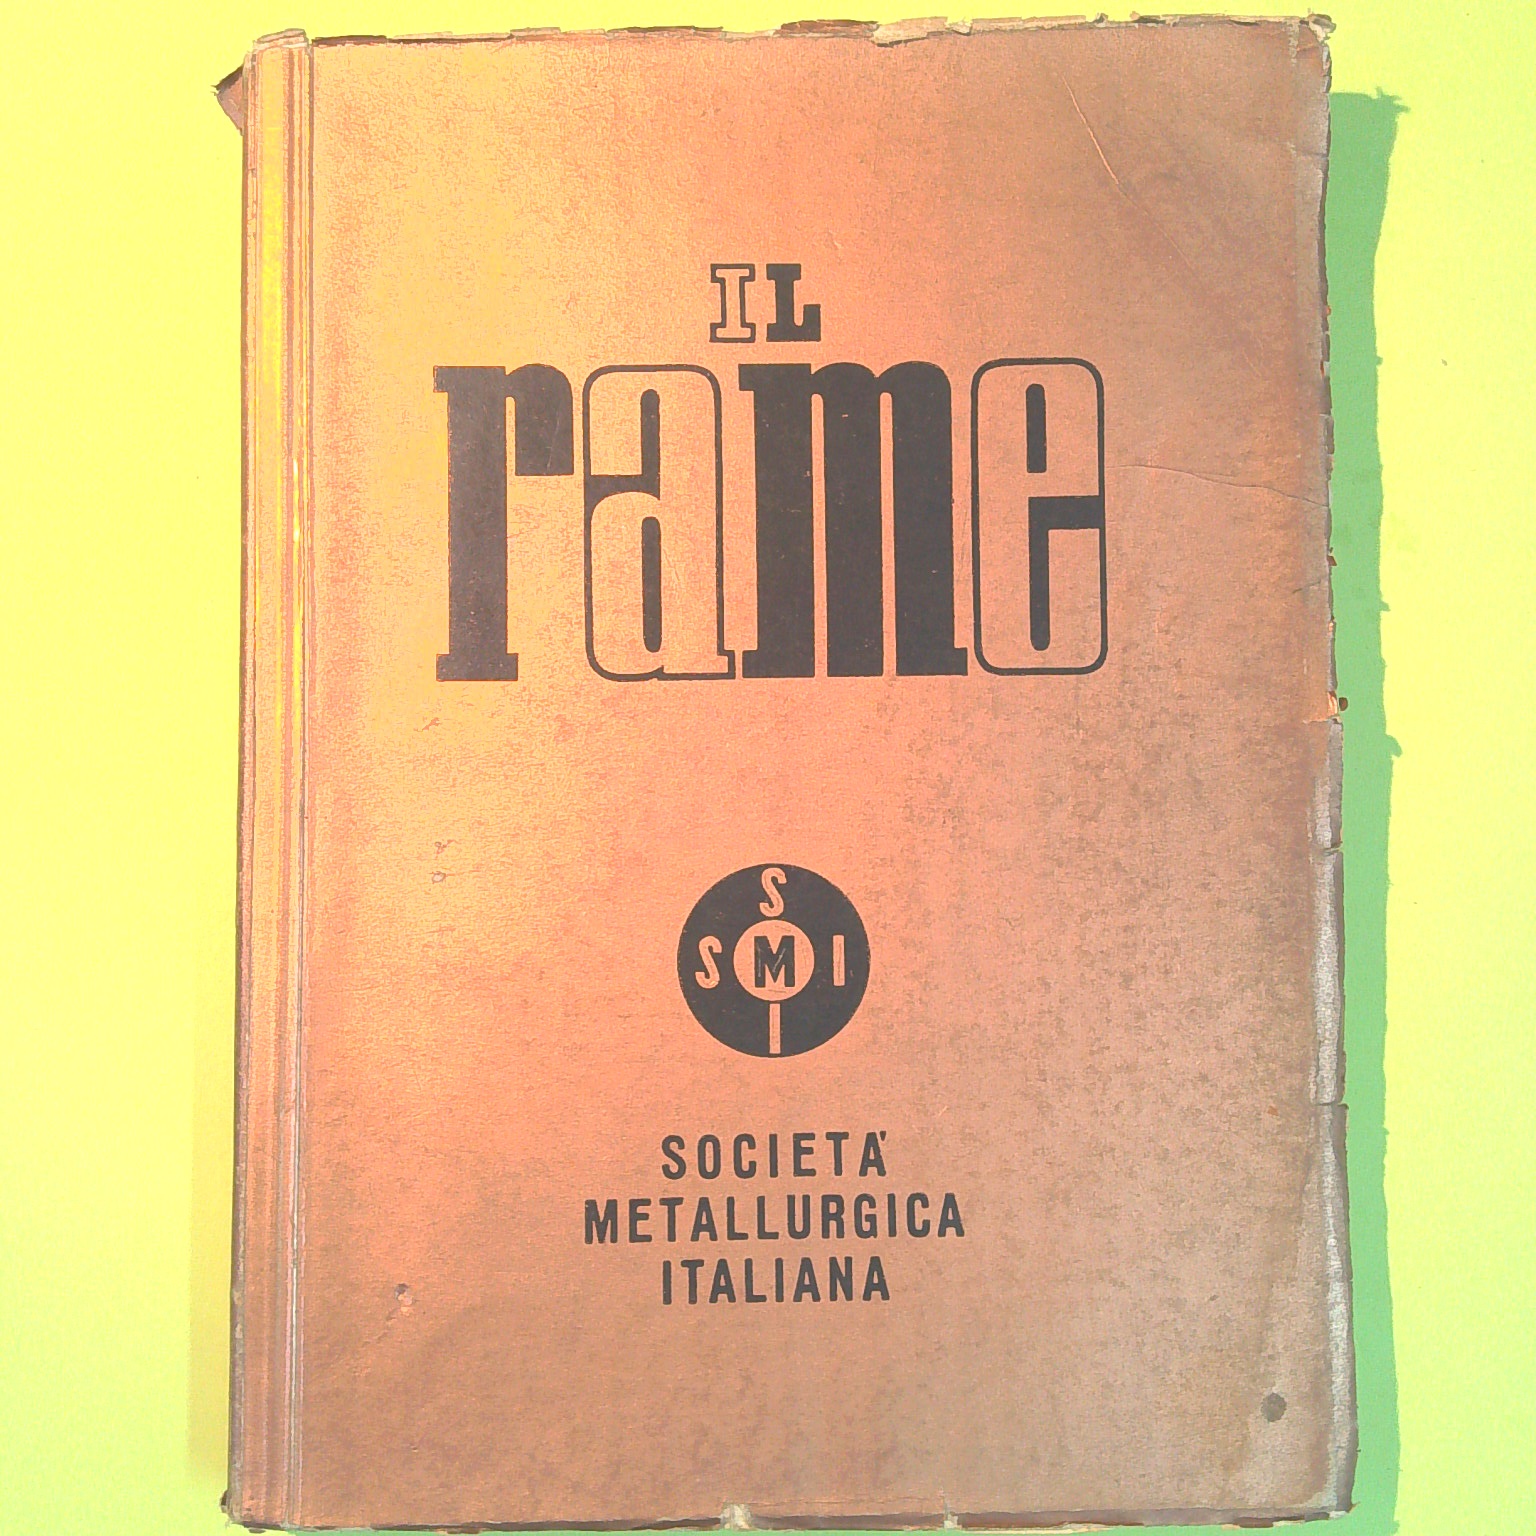 IL
rame
S
S M I
I
SOCIETA'
METALLURGICA
ITALIANA